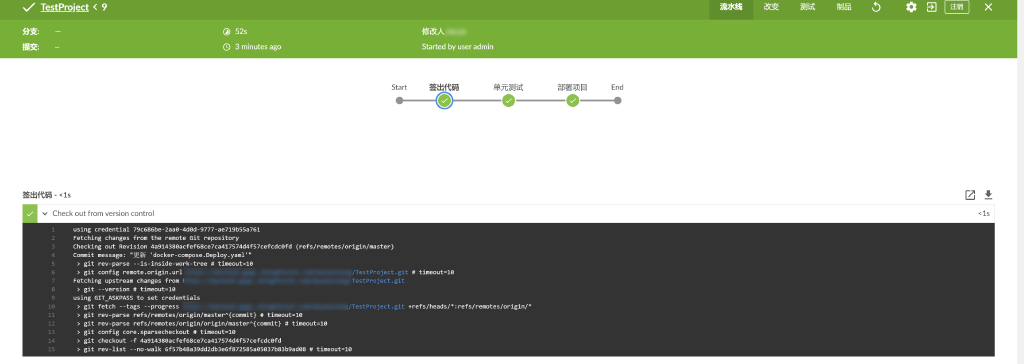 TestProject < 9
流水线 改变 测试 制品 注销
分支: — 52s 修改人
提交: — 3 minutes ago Started by user admin
Start 签出代码 单元测试 部署项目 End
签出代码 - <1s
Check out from version control <1s
1 using credential 79c686be-2aa0-4d0d-9777-ae719b55a761
2 Fetching changes from the remote Git repository
3 Checking out Revision 4a914380acfef68ce7ca417574d4f57cefcdc0fd (refs/remotes/origin/master)
4 Commit message: "更新 'docker-compose.Deploy.yaml'"
5 > git rev-parse --is-inside-work-tree # timeout=10
6 > git config remote.origin.url /TestProject.git # timeout=10
7 Fetching upstream changes from /TestProject.git
8 > git --version # timeout=10
9 using GIT_ASKPASS to set credentials
10 > git fetch --tags --progress /TestProject.git +refs/heads/*:refs/remotes/origin/*
11 > git rev-parse refs/remotes/origin/master^{commit} # timeout=10
12 > git rev-parse refs/remotes/origin/origin/master^{commit} # timeout=10
13 > git config core.sparsecheckout # timeout=10
14 > git checkout -f 4a914380acfef68ce7ca417574d4f57cefcdc0fd
15 > git rev-list --no-walk 6f57b48a39dd2db3e6f872585a05037b83b9ad08 # timeout=10